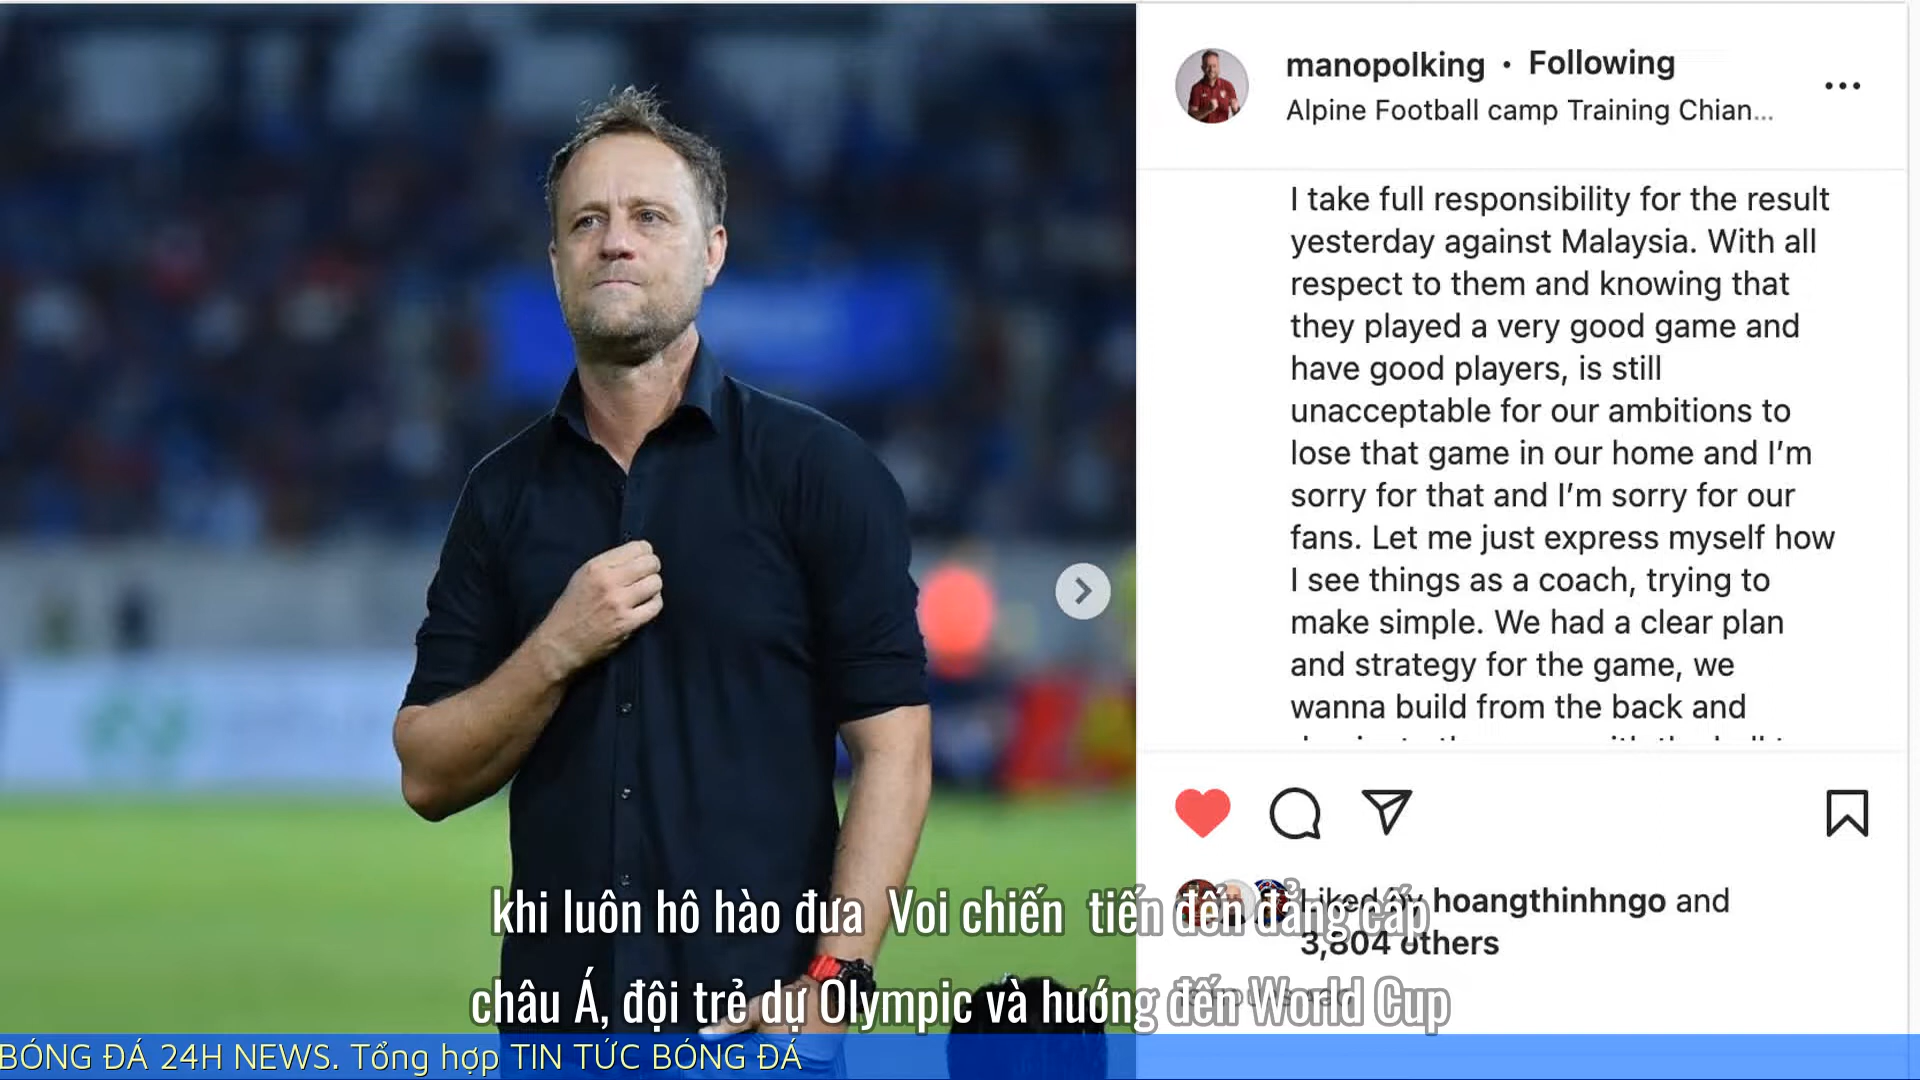 manopolking • Following
Alpine Football camp Training Chian...
I take full responsibility for the result
yesterday against Malaysia. With all
respect to them and knowing that
they played a very good game and
have good players, is still
unacceptable for our ambitions to
lose that game in our home and I’m
sorry for that and I’m sorry for our
fans. Let me just express myself how
I see things as a coach, trying to
make simple. We had a clear plan
and strategy for the game, we
wanna build from the back and
Liked by hoangthinhngo and
3,804 others
khi luôn hô hào đưa Voi chiến tiến đến đẳng cấp
châu Á, đội trẻ dự Olympic và hướng đến World Cup
BÓNG ĐÁ 24H NEWS. Tổng hợp TIN TỨC BÓNG ĐÁ